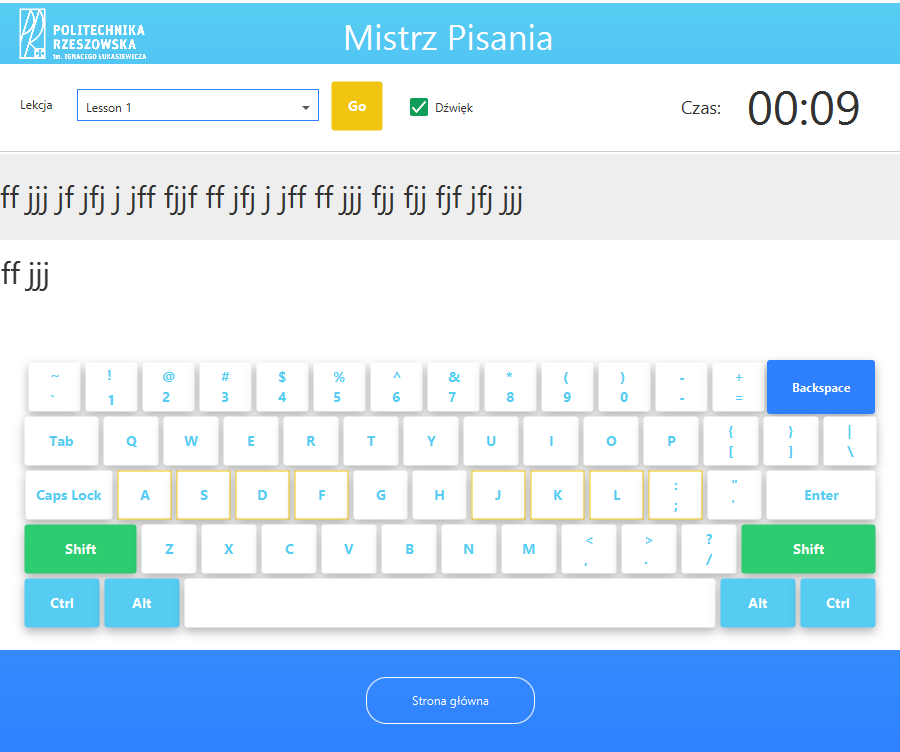 POLITECHNIKA
RZESZOWSKA
im. IGNACEGO ŁUKASIEWICZA
Mistrz Pisania
Lekcja Lesson 1 Go Dźwięk Czas: 00:09
ff jjj jf jfj j jff fjjf ff jfj j jff ff jjj fjj fjj fjf jfj jjj
ff jjj
~ ! @ # $ % ^ & * ( ) - + Backspace
` 1 2 3 4 5 6 7 8 9 0 - =
Tab Q W E R T Y U I O P { } |
[ ] \
Caps Lock A S D F G H J K L : " Enter
; '
Shift Z X C V B N M < > ? Shift
, . /
Ctrl Alt Alt Ctrl
Strona główna